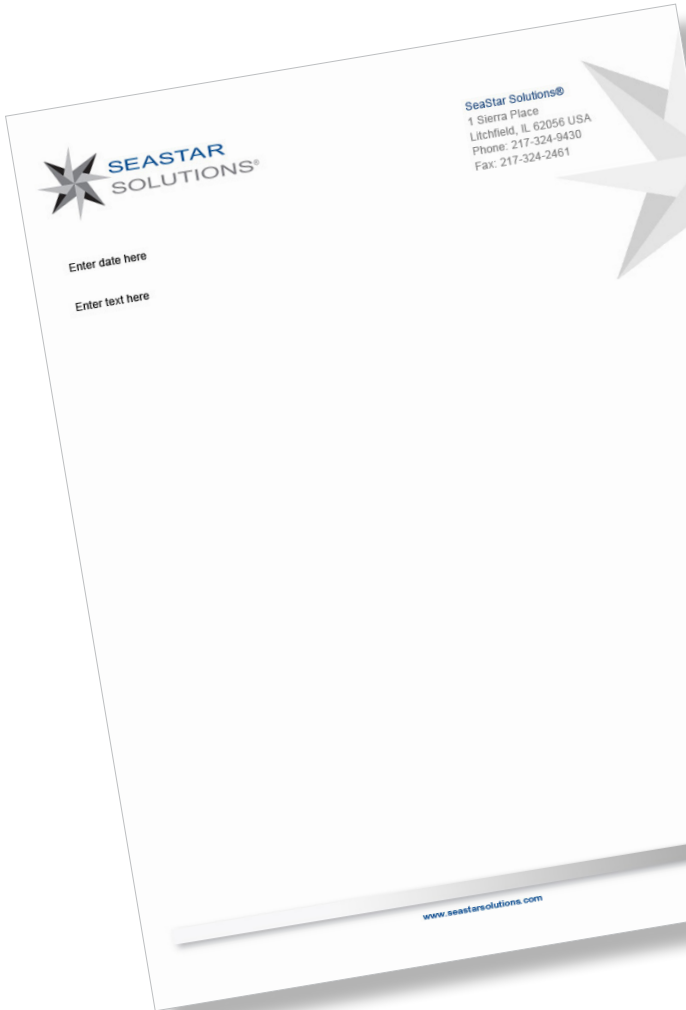 SEASTAR
SOLUTIONS®
SeaStar Solutions®
1 Sierra Place
Litchfield, IL 62056 USA
Phone: 217-324-9430
Fax: 217-324-2461
Enter date here
Enter text here
www.seastarsolutions.com